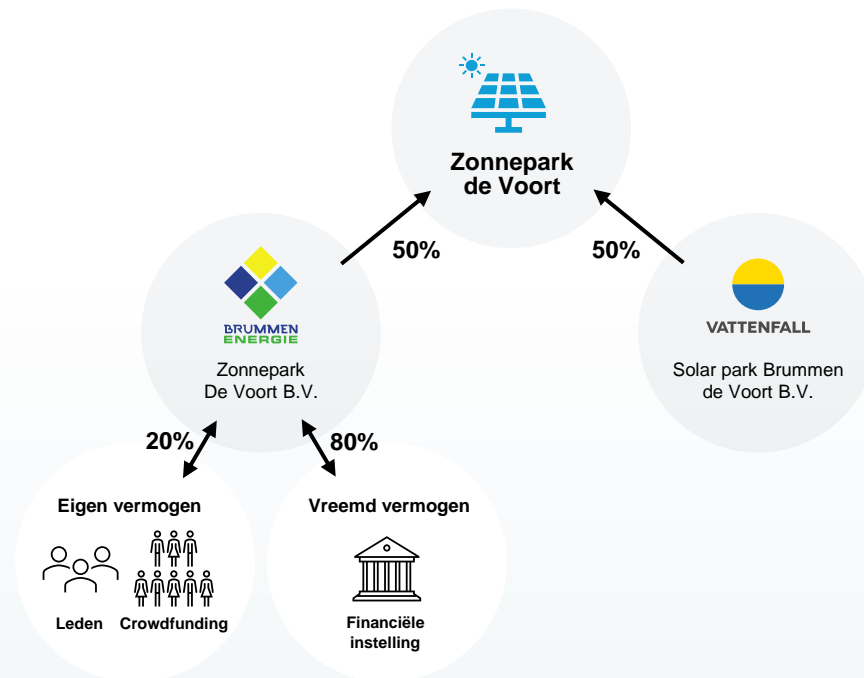 Zonnepark
de Voort
50%
50%
BRUMMEN
ENERGIE
Zonnepark
De Voort B.V.
VATTENFALL
Solar park Brummen
de Voort B.V.
20%
80%
Eigen vermogen
Vreemd vermogen
Leden
Crowdfunding
Financiële
instelling